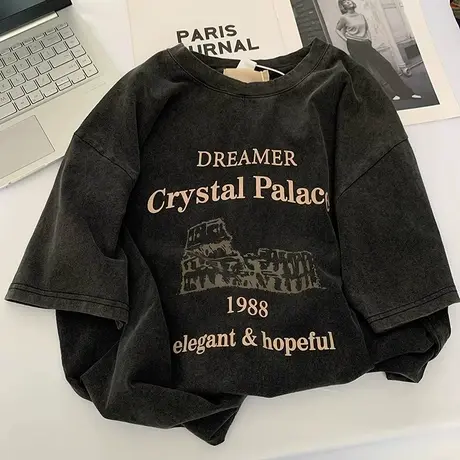 PARIS
URNAL
DREAMER
Crystal Palace
1988
elegant & hopeful